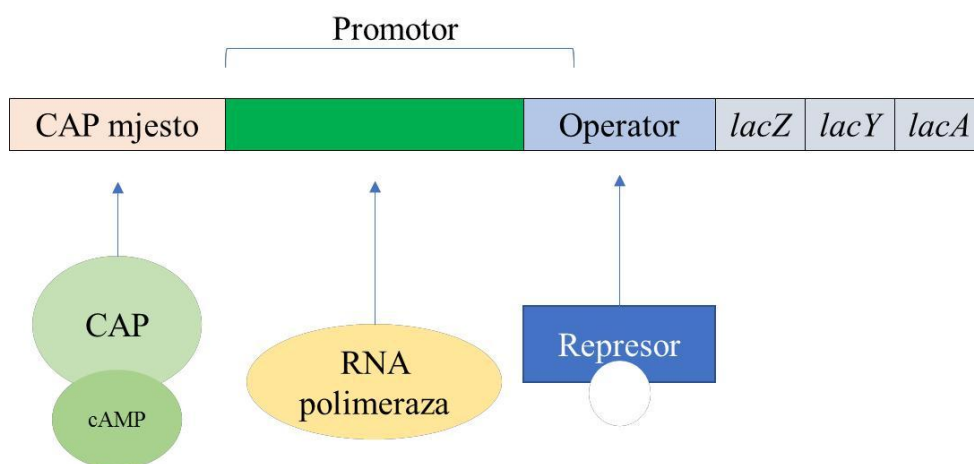 Promotor
CAP mjesto
Operator
lacZ
lacY
lacA
CAP
cAMP
RNA
polimeraza
Represor